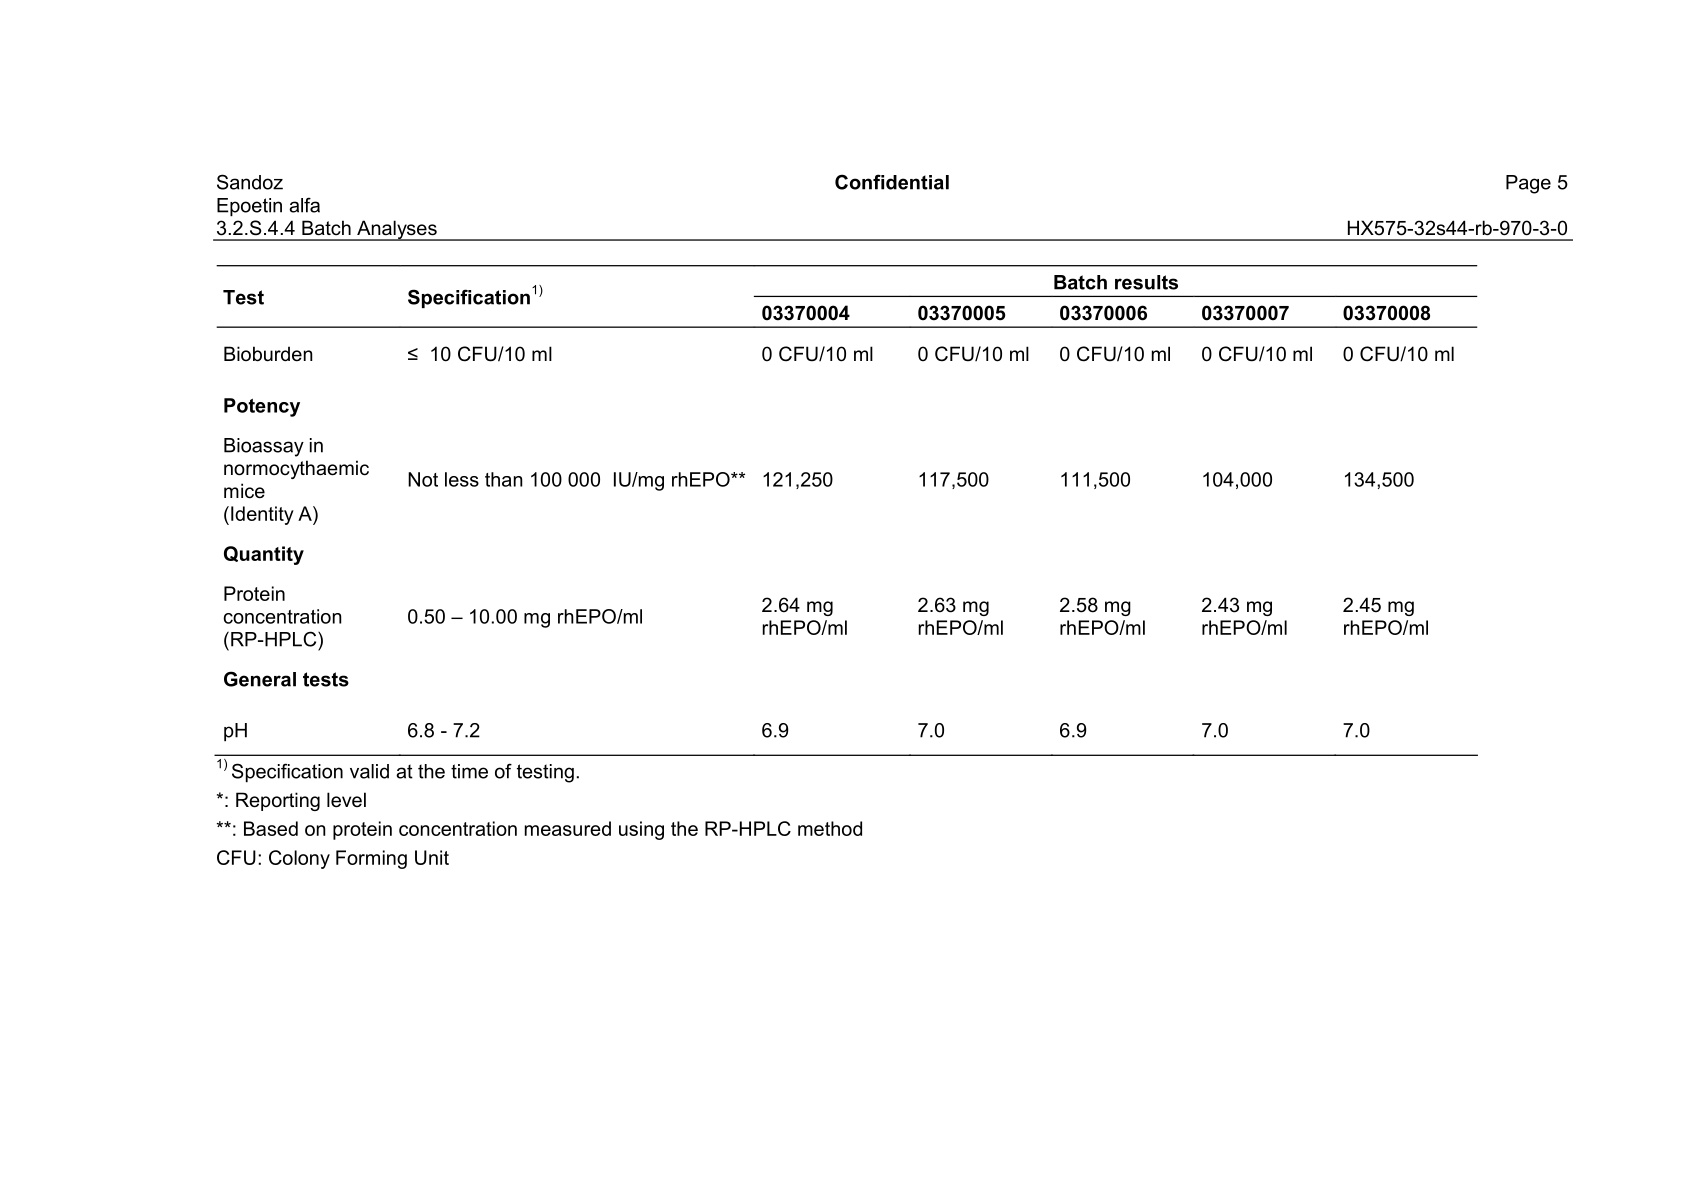 Sandoz Confidential Page 5
Epoetin alfa
3.2.S.4.4 Batch Analyses HX575-32s44-rb-970-3-0
Batch results
Test Specification1)
03370004 03370005 03370006 03370007 03370008
Bioburden ≤ 10 CFU/10 ml 0 CFU/10 ml 0 CFU/10 ml 0 CFU/10 ml 0 CFU/10 ml 0 CFU/10 ml
Potency
Bioassay in
normocythaemic
mice
(Identity A)
Not less than 100 000 IU/mg rhEPO** 121,250 117,500 111,500 104,000 134,500
Quantity
Protein
concentration
(RP-HPLC)
0.50 – 10.00 mg rhEPO/ml
2.64 mg 2.63 mg 2.58 mg 2.43 mg 2.45 mg
rhEPO/ml rhEPO/ml rhEPO/ml rhEPO/ml rhEPO/ml
General tests
pH 6.8 - 7.2 6.9 7.0 6.9 7.0 7.0
1) Specification valid at the time of testing.
*: Reporting level
**: Based on protein concentration measured using the RP-HPLC method
CFU: Colony Forming Unit